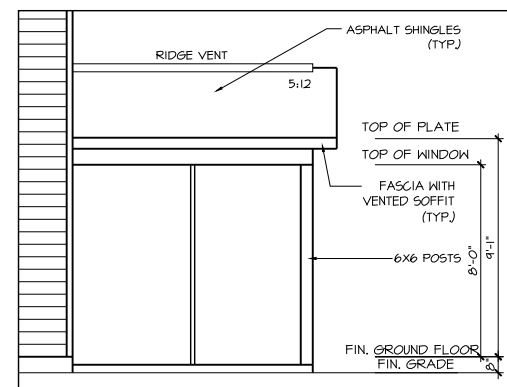 ASPHALT SHINGLES
(TYP.)
RIDGE VENT
5:12
TOP OF PLATE
TOP OF WINDOW
FASCIA WITH
VENTED SOFFIT
(TYP.)
6X6 POSTS
8'-0"
9'-1"
FIN. GROUND FLOOR
FIN. GRADE
8"